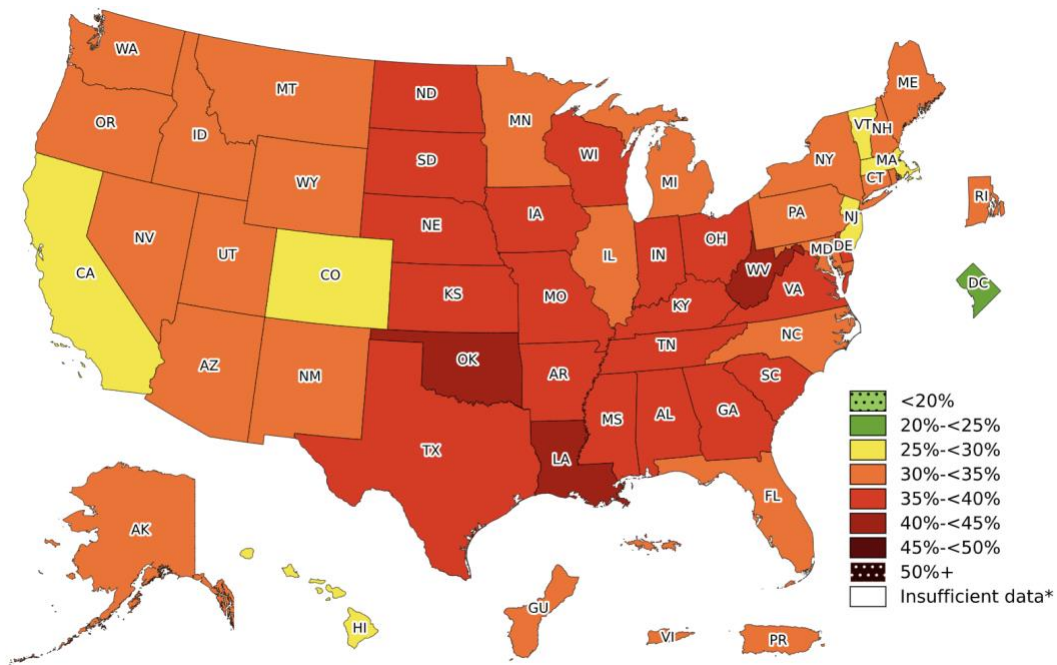 WA
MT
ND
MN
ME
OR
ID
SD
WI
VT
NH
NY
MA
WY
MI
CT
RI
NE
IA
PA
NJ
NV
UT
CO
IL
IN
OH
MD
DE
CA
WV
DC
KS
MO
KY
VA
AZ
NM
OK
AR
TN
NC
SC
MS
AL
GA
TX
LA
FL
AK
HI
GU
VI
PR
<20%
20%-<25%
25%-<30%
30%-<35%
35%-<40%
40%-<45%
45%-<50%
50%+
Insufficient data*